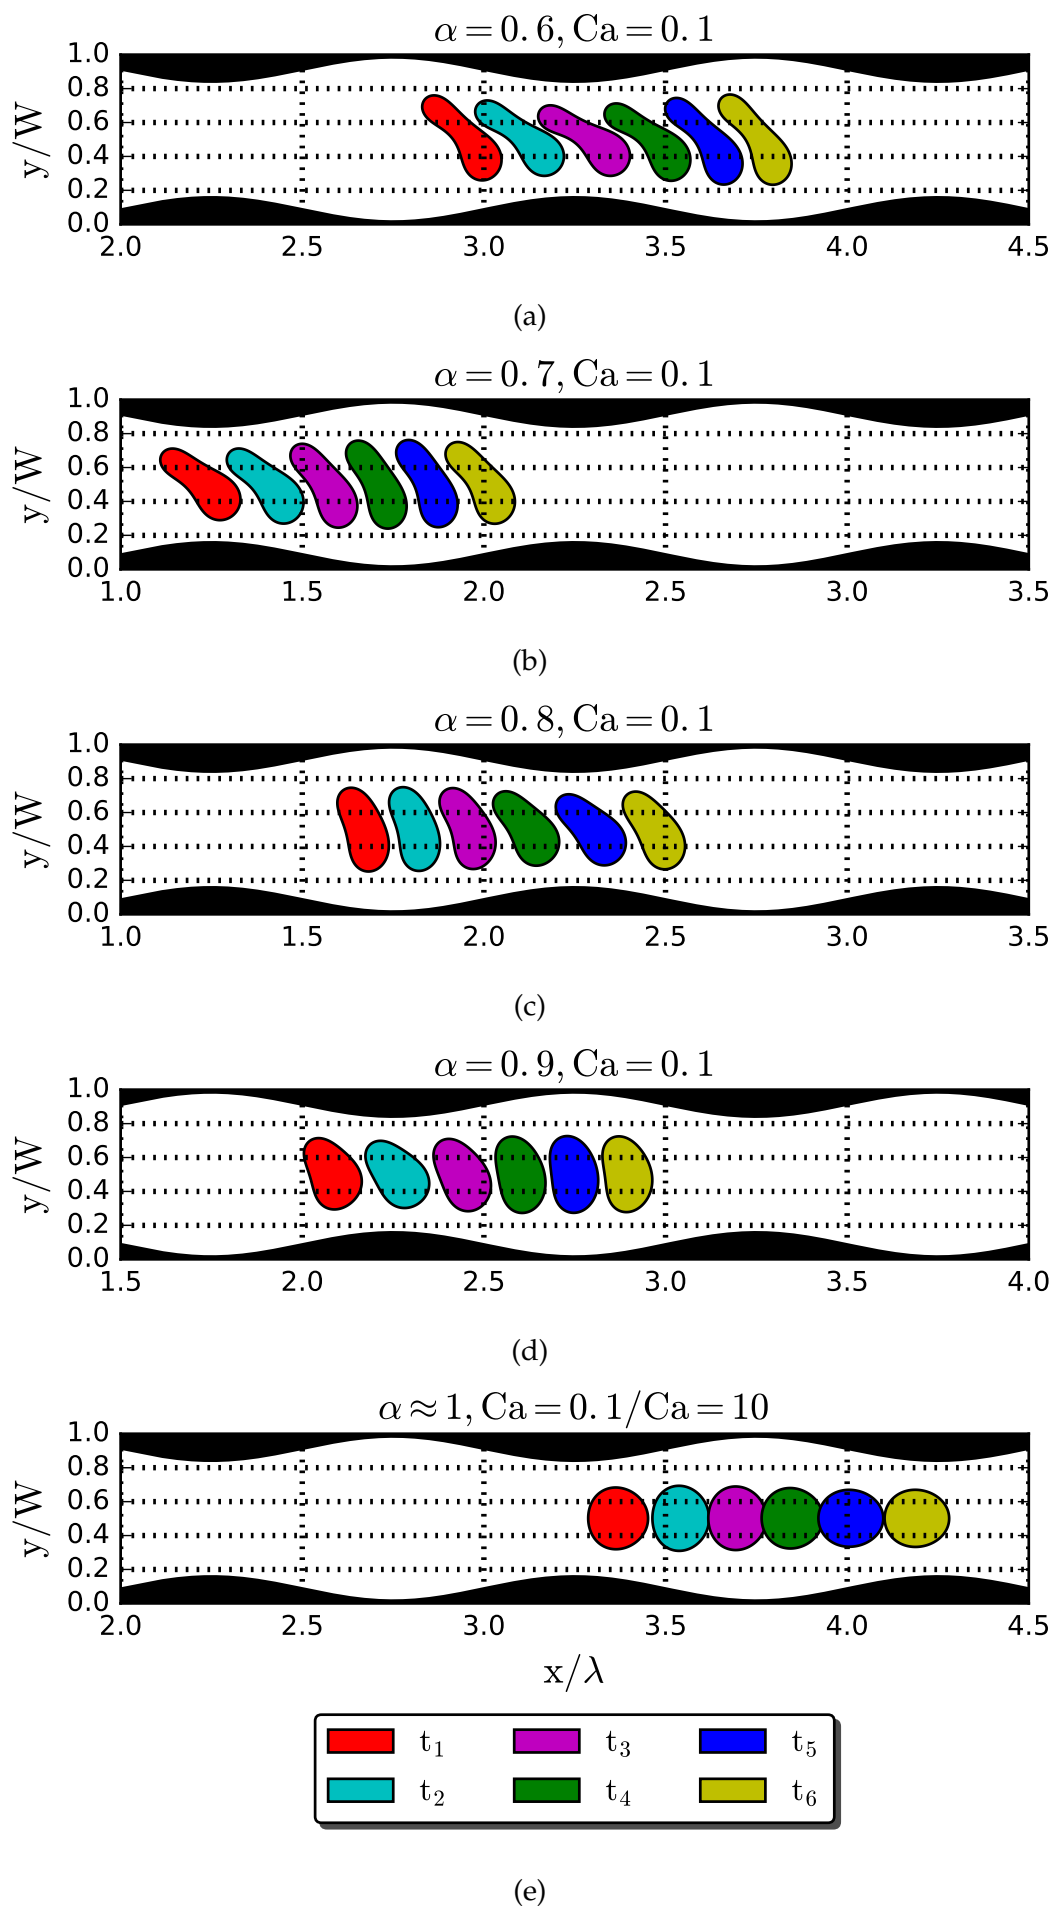 α = 0.6, Ca = 0.1
1.0
0.8
0.6
0.4
0.2
0.0
y/W
2.0 2.5 3.0 3.5 4.0 4.5
(a)
α = 0.7, Ca = 0.1
1.0
0.8
0.6
0.4
0.2
0.0
y/W
1.0 1.5 2.0 2.5 3.0 3.5
(b)
α = 0.8, Ca = 0.1
1.0
0.8
0.6
0.4
0.2
0.0
y/W
1.0 1.5 2.0 2.5 3.0 3.5
(c)
α = 0.9, Ca = 0.1
1.0
0.8
0.6
0.4
0.2
0.0
y/W
1.5 2.0 2.5 3.0 3.5 4.0
(d)
α ≈ 1, Ca = 0.1/Ca = 10
1.0
0.8
0.6
0.4
0.2
0.0
y/W
2.0 2.5 3.0 3.5 4.0 4.5
x/λ
t₁ t₃ t₅
t₂ t₄ t₆
(e)